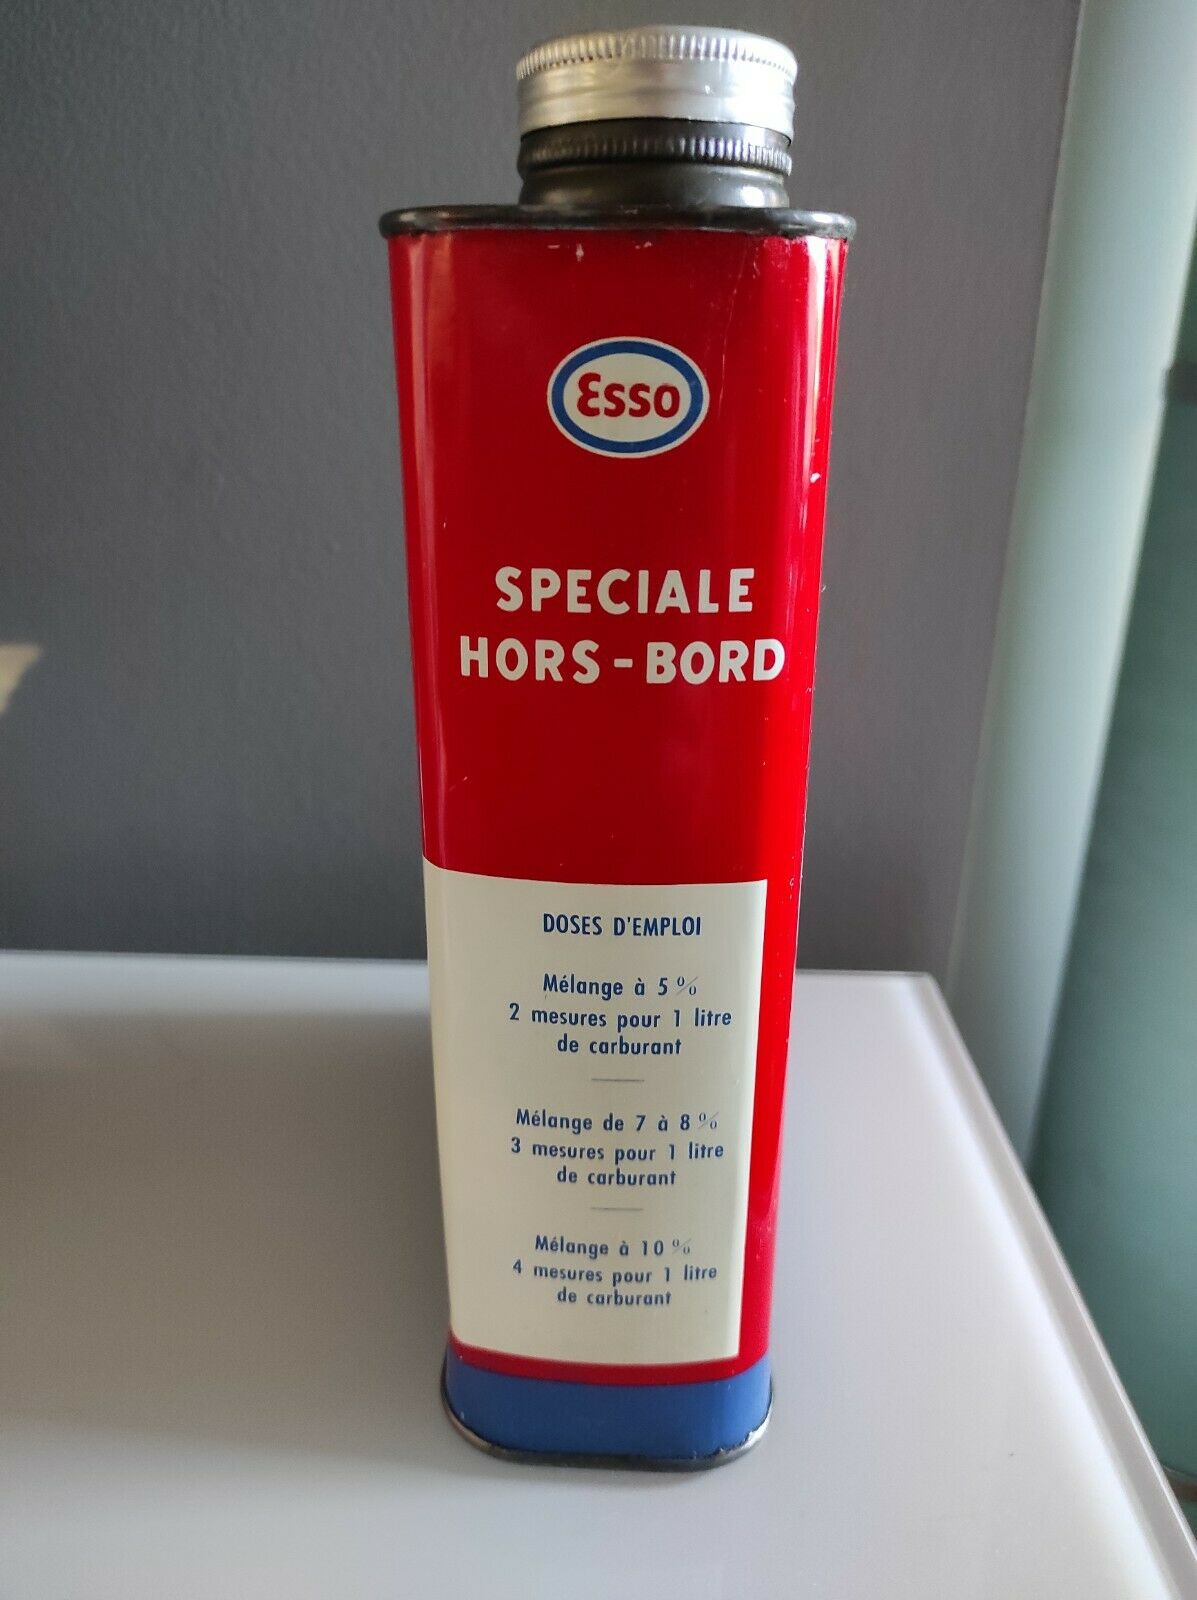 Esso
SPECIALE
HORS-BORD
DOSES D'EMPLOI
Mélange à 5 %
2 mesures pour 1 litre
de carburant
Mélange de 7 à 8 %
3 mesures pour 1 litre
de carburant
Mélange à 10 %
4 mesures pour 1 litre
de carburant